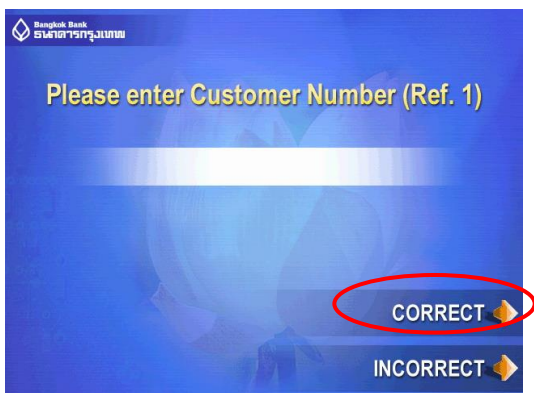 Bangkok Bank
ธนาคารกรุงเทพ
Please enter Customer Number (Ref. 1)
CORRECT
INCORRECT